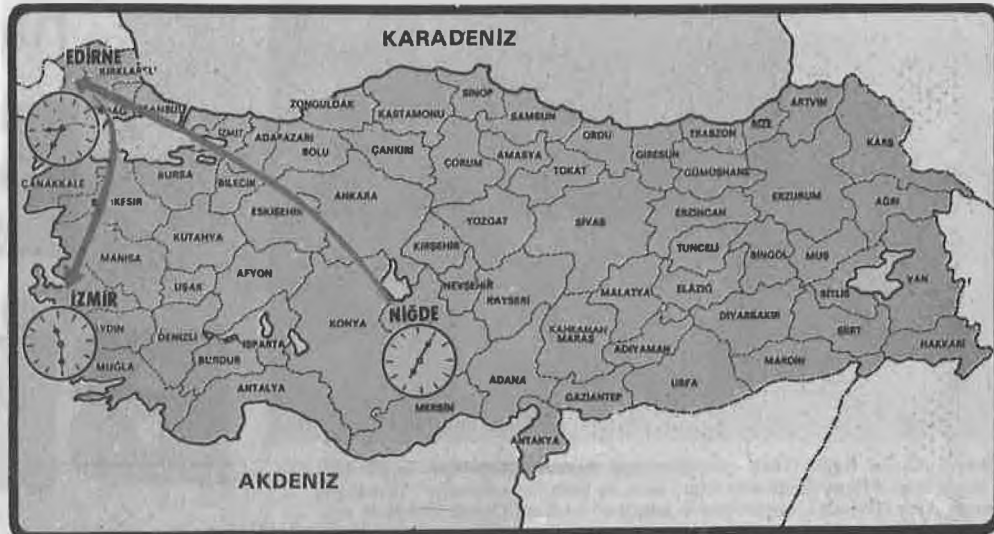 KARADENİZ
EDİRNE
ZONGULDAK
KASTAMONU
SİNOP
SAMSUN
ORDU
GİRESUN
TRABZON
RİZE
ARTVİN
KARS
İZMİT
ADAPAZARI
BOLU
ÇANKIRI
ÇORUM
AMASYA
TOKAT
GÜMÜŞHANE
ERZURUM
AĞRI
ÇANAKKALE
BURSA
BİLECİK
ESKİŞEHİR
ANKARA
YOZGAT
SİVAS
ERZİNCAN
TUNCELİ
BİNGÖL
MUŞ
VAN
KUTAHYA
MANİSA
UŞAK
AFYON
KIRŞEHİR
NEVŞEHİR
KAYSERİ
MALATYA
ELAZIĞ
BİTLİS
İZMİR
KONYA
NİĞDE
DİYARBAKIR
SİİRT
HAKKARİ
DENİZLİ
ISPARTA
BURDUR
KAHRAMAN
MARAŞ
ADIYAMAN
MARDİN
MUĞLA
ANTALYA
MERSİN
ADANA
GAZİANTEP
URFA
ANTAKYA
AKDENİZ